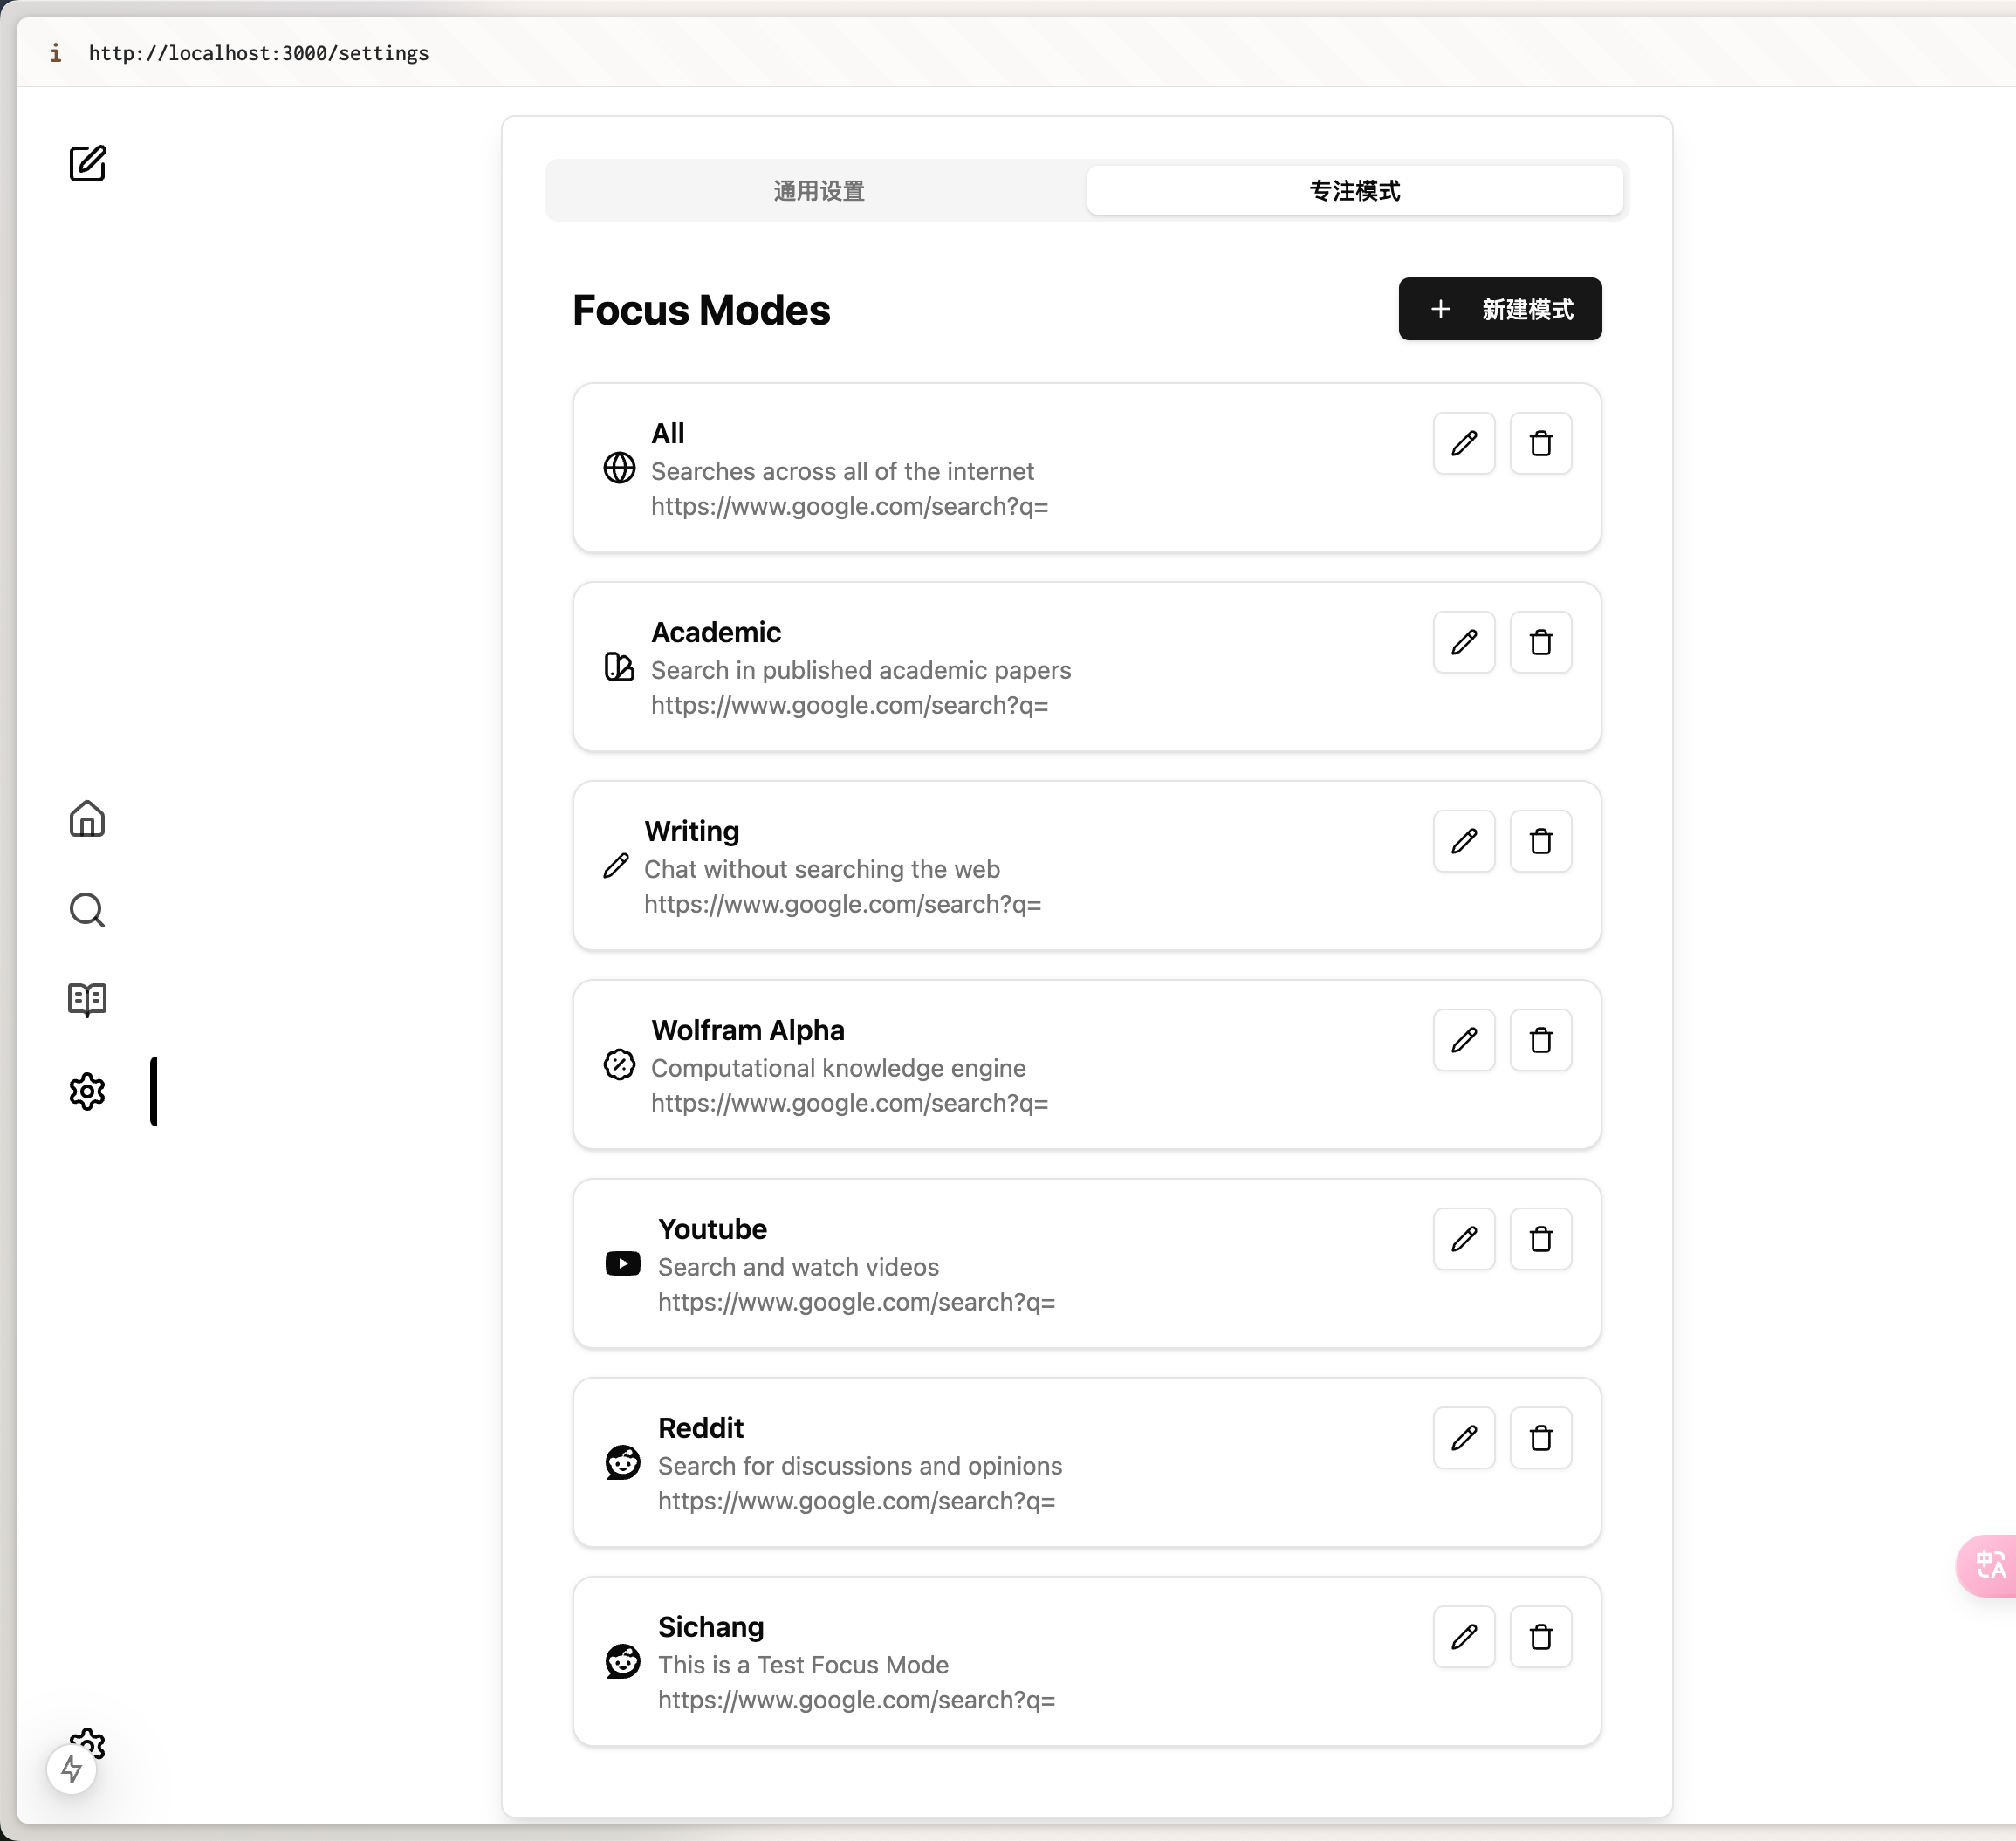 i http://localhost:3000/settings
通用设置 专注模式
Focus Modes
+ 新建模式
All
Searches across all of the internet
https://www.google.com/search?q=
Academic
Search in published academic papers
https://www.google.com/search?q=
Writing
Chat without searching the web
https://www.google.com/search?q=
Wolfram Alpha
Computational knowledge engine
https://www.google.com/search?q=
Youtube
Search and watch videos
https://www.google.com/search?q=
Reddit
Search for discussions and opinions
https://www.google.com/search?q=
Sichang
This is a Test Focus Mode
https://www.google.com/search?q=
中A